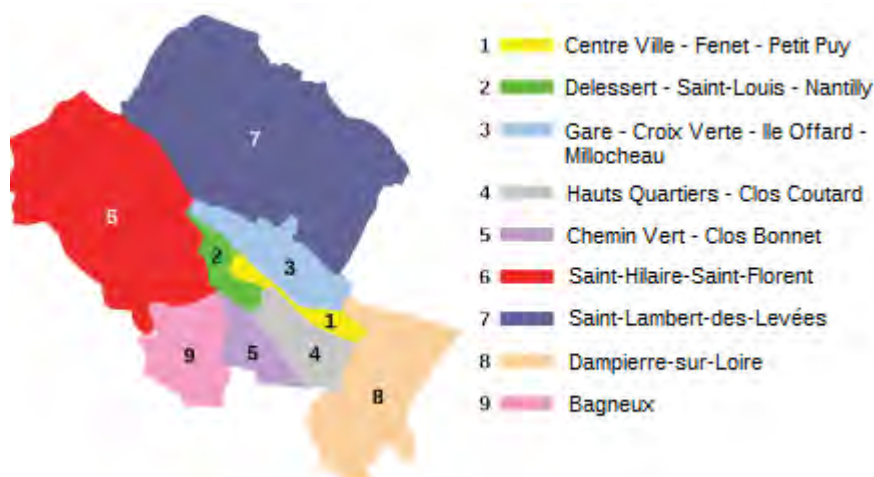 1 Centre Ville - Fenet - Petit Puy
2 Delessert - Saint-Louis - Nantilly
3 Gare - Croix Verte - Ile Offard -
Millocheau
4 Hauts Quartiers - Clos Coutard
5 Chemin Vert - Clos Bonnet
6 Saint-Hilaire-Saint-Florent
7 Saint-Lambert-des-Levées
8 Dampierre-sur-Loire
9 Bagneux
7
6
2
3
1
9
5
4
8